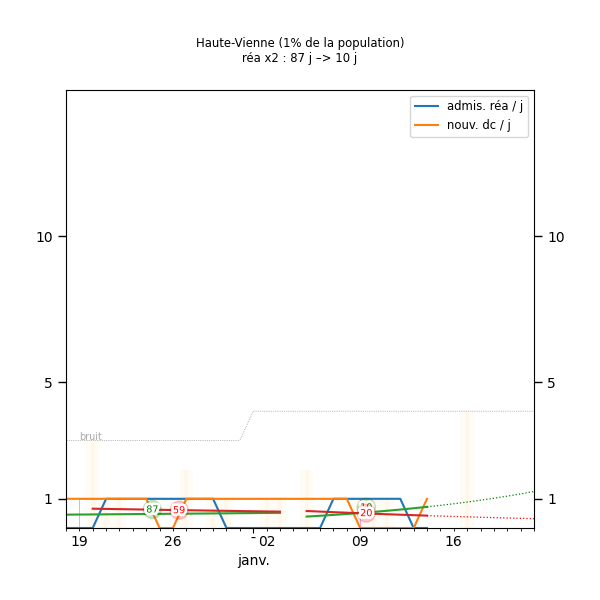 Haute-Vienne (1% de la population)
réa x2 : 87 j –> 10 j
admis. réa / j
nouv. dc / j
10 10
5 5
bruit
1 1
87 -59
-20
19 26 02 09 16
janv.